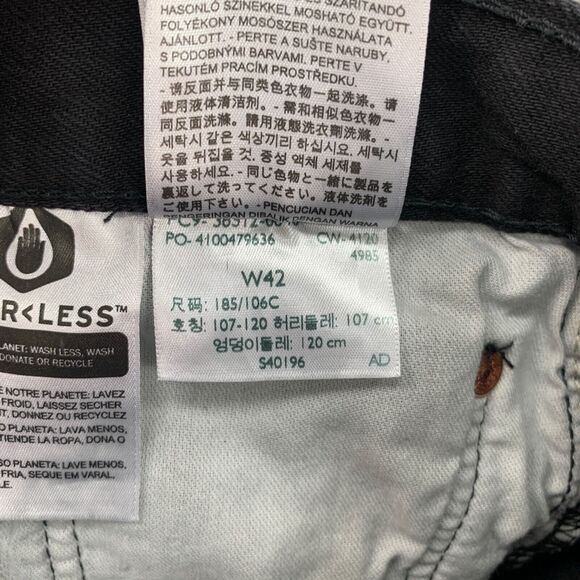 SZARÍTANDÓ
HASONLÓ SZÍNEKKEL MOSHATÓ EGYÜTT.
FOLYÉKONY MOSÓSZER HASZNÁLATA
AJÁNLOTT. - PERTE A SUŠTE NARUBY,
S PODOBNÝMI BARVAMI. PERTE V
TEKUTÉM PRACÍM PROSTŘEDKU.
- 请反面并与同类色衣物一起洗涤。请
使用液体清洁剂。- 需和相似色衣物一
同反面洗滌。請用液態洗衣劑洗滌。-
세탁시 같은 색상끼리 하십시요. 세탁시
옷을 뒤집을 것. 중성 액체 세제를
사용하세요. - 同じ色物と一緒に製品を
裏返して洗ってください。液体洗剤をご
使用ください。- PENCUCIAN DAN
PENGERINGAN DIBALIK DENGAN WARNA
PO- 4100479636 CW- 4120
4985
W42
尺码: 185/106C
호칭: 107-120 허리둘레: 107 cm
엉덩이둘레: 120 cm
S40196 AD
R<LESS™
PLANET: WASH LESS, WASH
DONATE OR RECYCLE
E NOTRE PLANETE: LAVEZ
FROID, LAISSEZ SECHER
T, DONNEZ OU RECYCLEZ
O PLANETA: LAVA MENOS,
TIENDE LA ROPA, DONA O
SO PLANETA: LAVE MENOS,
FRIA, SEQUE EM VARAL,